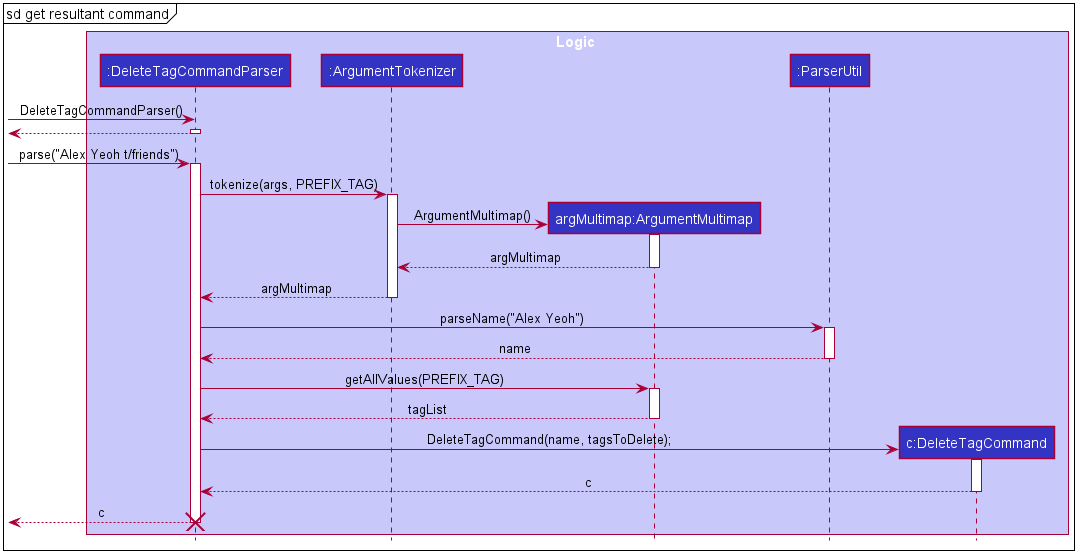 sd get resultant command
Logic
:DeleteTagCommandParser
:ArgumentTokenizer
:ParserUtil
DeleteTagCommandParser()
parse("Alex Yeoh t/friends")
tokenize(args, PREFIX_TAG)
ArgumentMultimap()
argMultimap:ArgumentMultimap
argMultimap
argMultimap
parseName("Alex Yeoh")
name
getAllValues(PREFIX_TAG)
tagList
DeleteTagCommand(name, tagsToDelete);
c:DeleteTagCommand
c
c